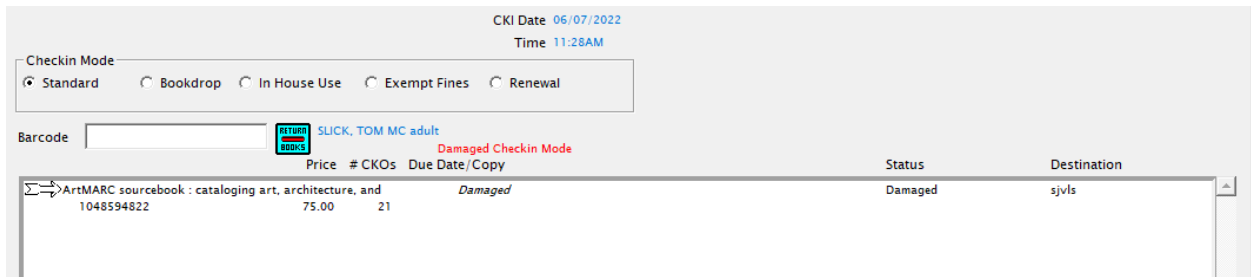 CKI Date 06/07/2022
Time 11:28AM
Checkin Mode
Standard Bookdrop In House Use Exempt Fines Renewal
Barcode RETURN BOOKS SLICK, TOM MC adult
Damaged Checkin Mode
Price # CKOs Due Date/Copy Status Destination
ArtMARC sourcebook : cataloging art, architecture, and Damaged Damaged sjvls
1048594822 75.00 21